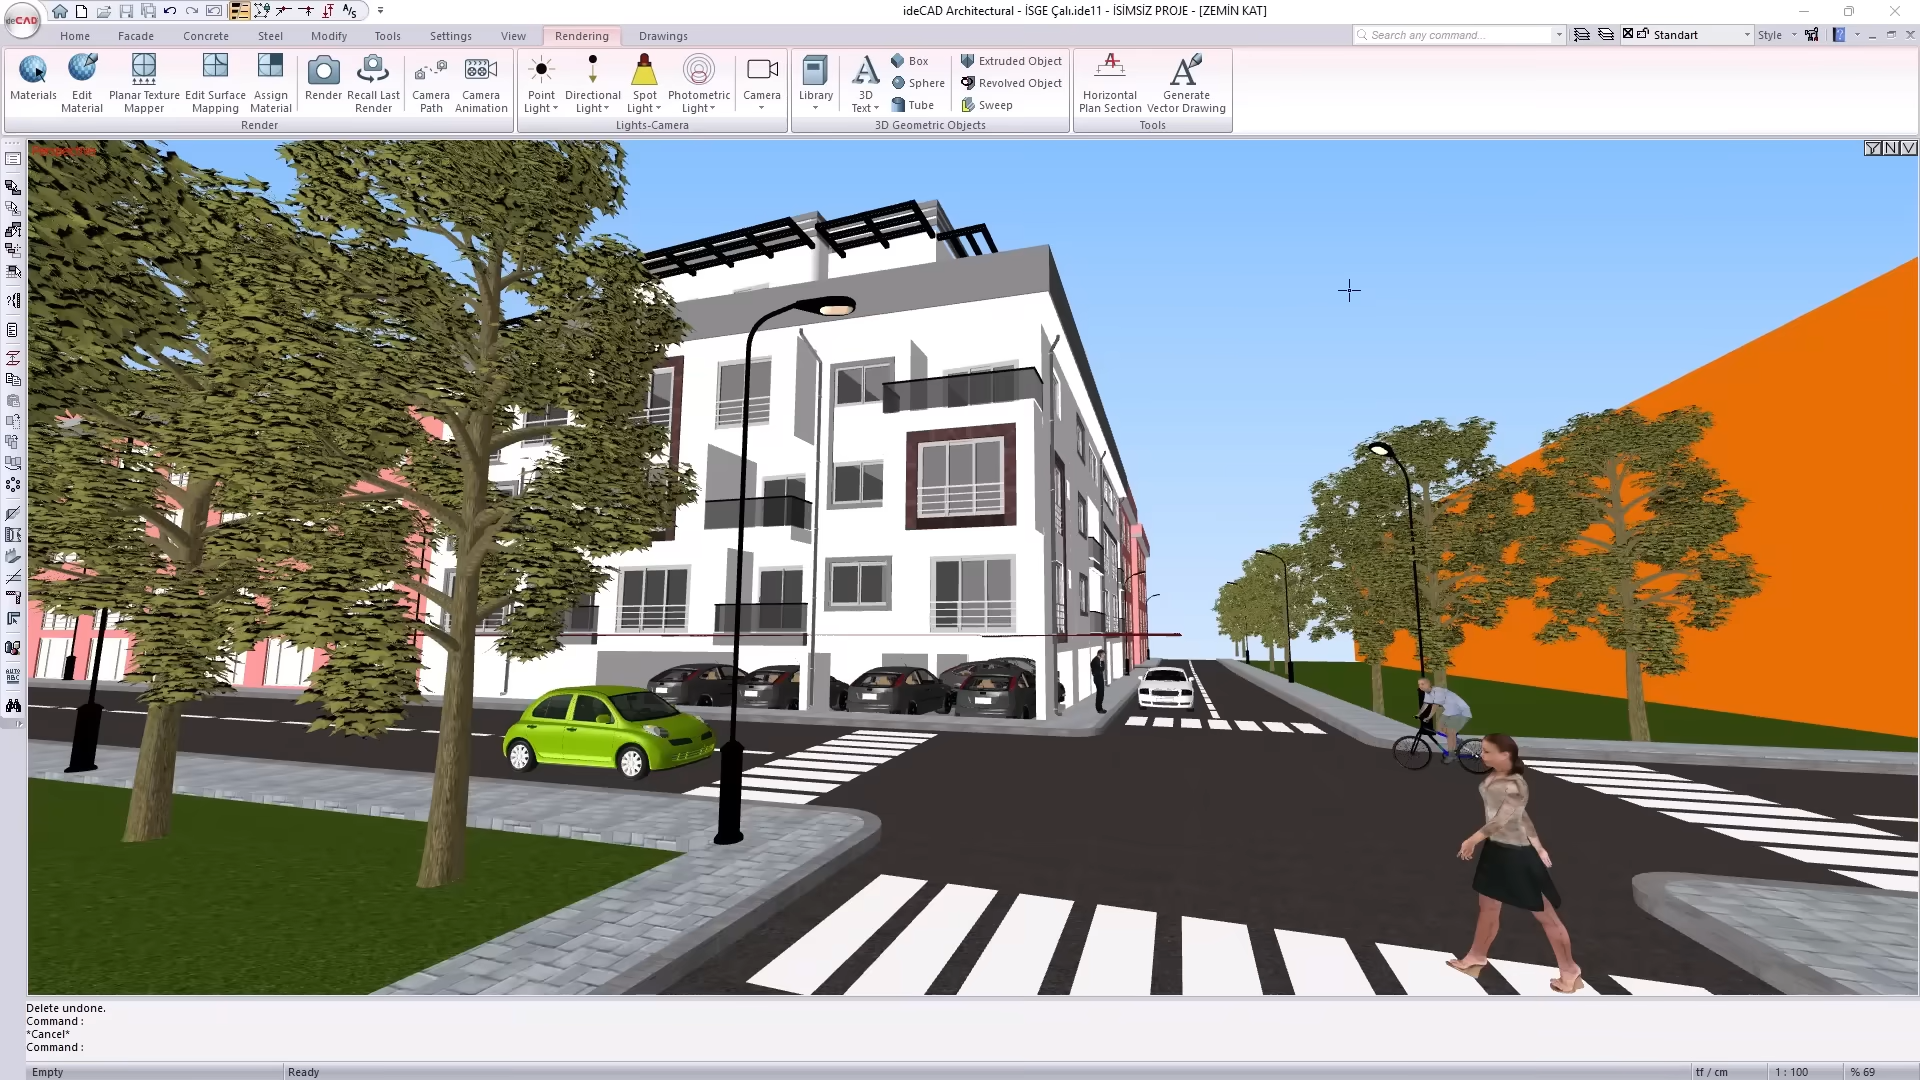 ideCAD
ideCAD Architectural - İSGE Çalı.ide11 - İSİMSİZ PROJE - [ZEMİN KAT]
Home Facade Concrete Steel Modify Tools Settings View Rendering Drawings
Search any command...
Standart
Style
Materials
Edit Material
Planar Texture Mapper
Edit Surface Mapping
Assign Material
Render
Recall Last Render
Camera Path
Camera Animation
Render
Point Light
Directional Light
Spot Light
Photometric Light
Camera
Lights-Camera
Library
3D Text
Box
Sphere
Tube
Extruded Object
Revolved Object
Sweep
3D Geometric Objects
Horizontal Plan Section
Generate Vector Drawing
Tools
AUTO
ABC
Delete undone.
Command :
*Cancel*
Command :
Empty
Ready
tf / cm
1 : 100
% 69